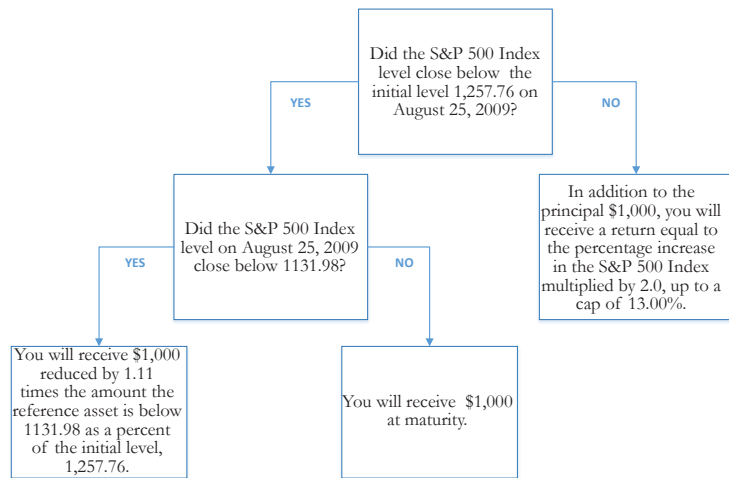 Did the S&P 500 Index
level close below the
initial level 1,257.76 on
August 25, 2009?
YES
NO
Did the S&P 500 Index
level on August 25, 2009
close below 1131.98?
In addition to the
principal $1,000, you will
receive a return equal to
the percentage increase
in the S&P 500 Index
multiplied by 2.0, up to a
cap of 13.00%.
YES
NO
You will receive $1,000
reduced by 1.11
times the amount the
reference asset is below
1131.98 as a percent
of the initial level,
1,257.76.
You will receive $1,000
at maturity.